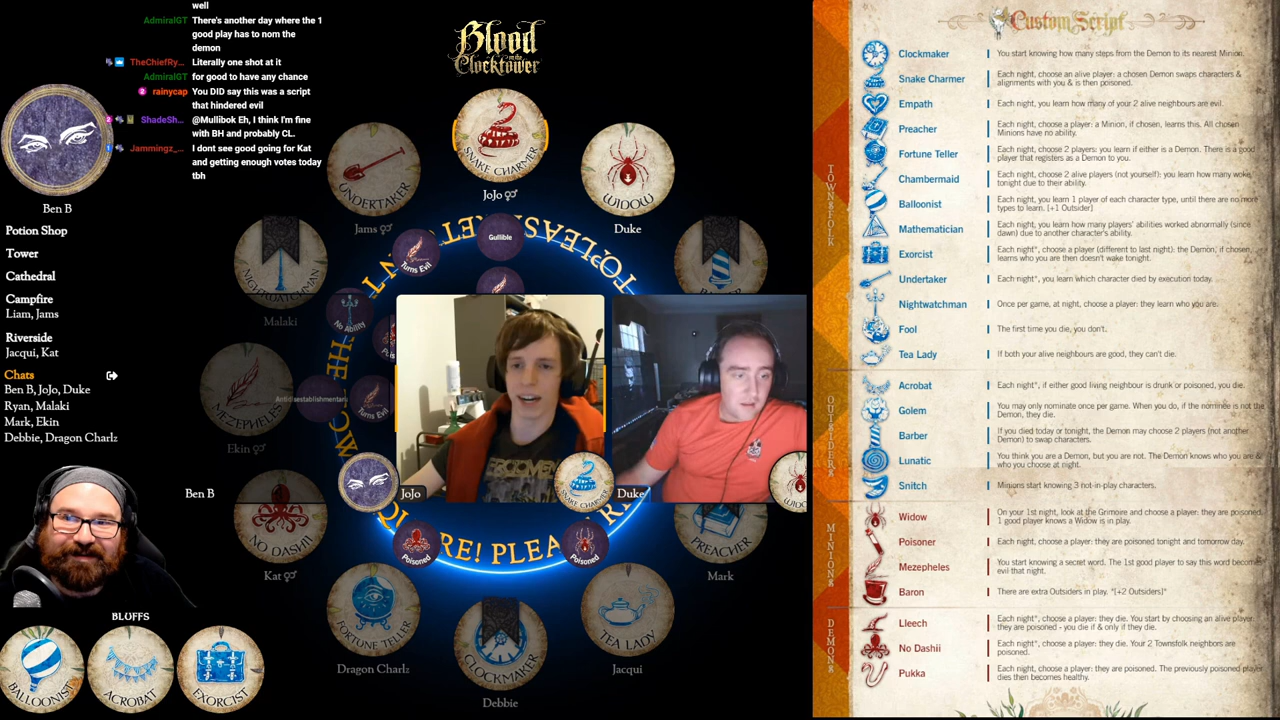 well
AdmiralGT There's another day where the 1
good play has to nom the
demon
TheChiefRy... Literally one shot at it
AdmiralGT for good to have any chance
rainycap You DID say this was a script
that hindered evil
ShadeSh... @Mullibok Eh, I think I'm fine
with BH and probably CL.
Jammingz_... I dont see good going for Kat
and getting enough votes today
tbh
Ben B
Potion Shop
Tower
Cathedral
Campfire
Liam, Jams
Riverside
Jacqui, Kat
Chats
Ben B, JoJo, Duke
Ryan, Malaki
Mark, Ekin
Debbie, Dragon Charlz
Ben B
BLUFFS
BALLOONIST
ACROBAT
EXORCIST
Blood
on the
Clocktower
SNAKE CHARMER
JoJo
WIDOW
Duke
UNDERTAKER
Jams
Malaki
MEZEPHELES
Ekin
NO DASHII
Kat
FORTUNE TELLER
Dragon Charlz
CLOCKMAKER
Debbie
TEA LADY
Jacqui
PREACHER
Mark
Turns Evil
Gullible
No Ability
Turns Evil
Poisoned
Poisoned
JoJo
SNAKE CHARMER
Duke
Custom Script
TOWNSFOLK
Clockmaker You start knowing how many steps from the Demon to its nearest Minion.
Snake Charmer Each night, choose an alive player: a chosen Demon swaps characters &
alignments with you & is then poisoned.
Empath Each night, you learn how many of your 2 alive neighbours are evil.
Preacher Each night, choose a player: a Minion, if chosen, learns this. All chosen
Minions have no ability.
Fortune Teller Each night, choose 2 players: you learn if either is a Demon. There is a good
player that registers as a Demon to you.
Chambermaid Each night, choose 2 alive players (not yourself): you learn how many woke
tonight due to their ability.
Balloonist Each night, you learn 1 player of each character type, until there are no more
types to learn. [+1 Outsider]
Mathematician Each night, you learn how many players' abilities worked abnormally (since
dawn) due to another character's ability.
Exorcist Each night*, choose a player (different to last night): the Demon, if chosen,
learns who you are then doesn't wake tonight.
Undertaker Each night*, you learn which character died by execution today.
Nightwatchman Once per game, at night, choose a player: they learn who you are.
Fool The first time you die, you don't.
Tea Lady If both your alive neighbours are good, they can't die.
OUTSIDERS
Acrobat Each night*, if either good living neighbour is drunk or poisoned, you die.
Golem You may only nominate once per game. When you do, if the nominee is not the
Demon, they die.
Barber If you died today or tonight, the Demon may choose 2 players (not another
Demon) to swap characters.
Lunatic You think you are a Demon, but you are not. The Demon knows who you are &
who you choose at night.
Snitch Minions start knowing 3 not-in-play characters.
MINIONS
Widow On your 1st night, look at the Grimoire and choose a player: they are poisoned.
1 good player knows a Widow is in play.
Poisoner Each night, choose a player: they are poisoned tonight and tomorrow day.
Mezepheles You start knowing a secret word. The 1st good player to say this word becomes
evil that night.
Baron There are extra Outsiders in play. *[+2 Outsiders]*
DEMONS
Lleech Each night*, choose a player: they die. You start by choosing an alive player:
they are poisoned - you die if & only if they die.
No Dashii Each night*, choose a player: they die. Your 2 Townsfolk neighbors are
poisoned.
Pukka Each night, choose a player: they are poisoned. The previously poisoned player
dies then becomes healthy.